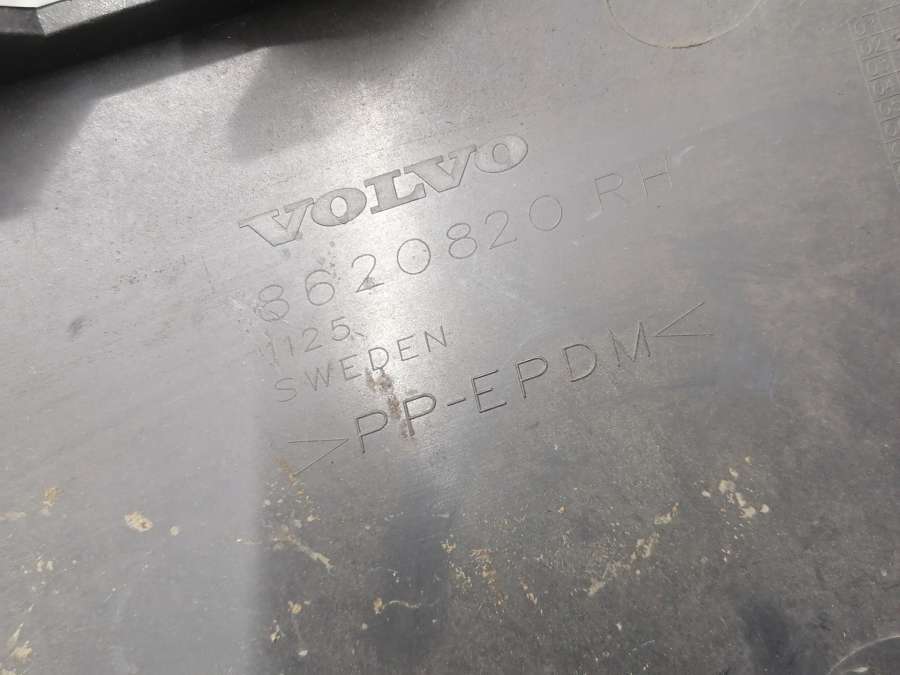 VOLVO
8620820 RH
1125
SWEDEN
>PP-EPDM<